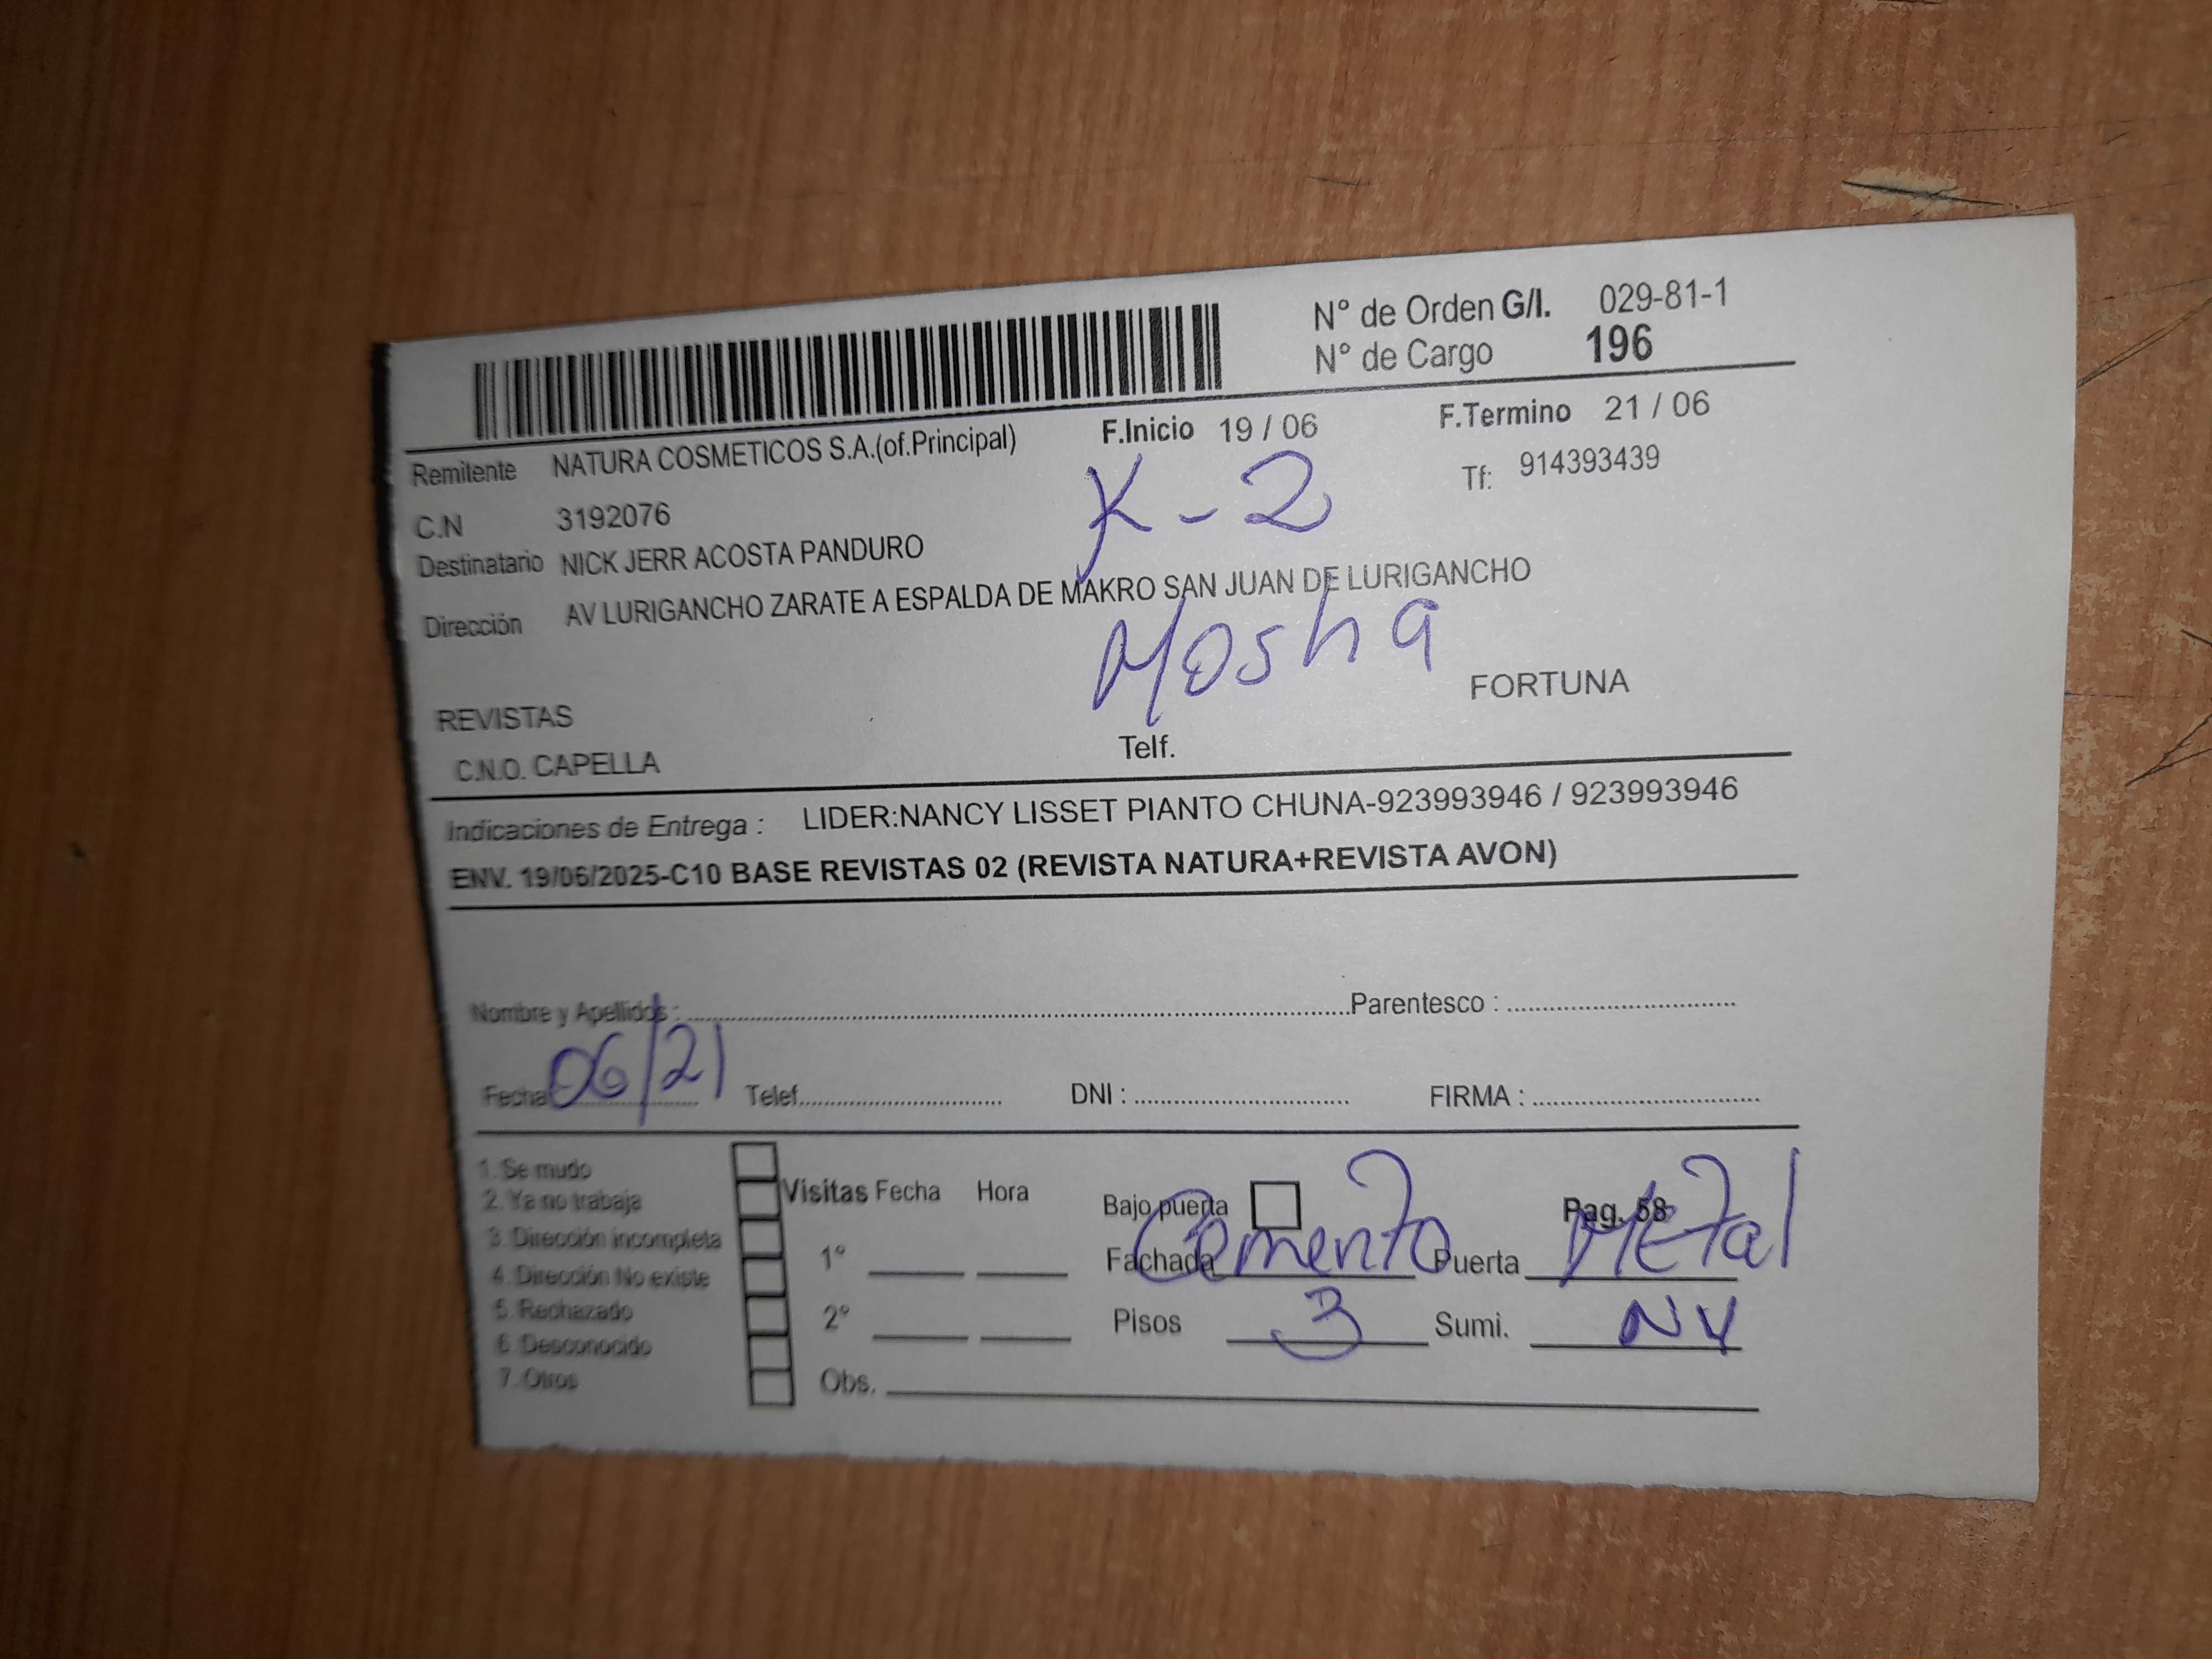 N° de Orden G/I. 029-81-1
N° de Cargo 196
F.Inicio 19 / 06 F.Termino 21 / 06
Remitente NATURA COSMETICOS S.A.(of.Principal) Tf: 914393439
K-2
C.N 3192076
Destinatario NICK JERR ACOSTA PANDURO
Dirección AV LURIGANCHO ZARATE A ESPALDA DE MAKRO SAN JUAN DE LURIGANCHO
Mosha
REVISTAS FORTUNA
C.N.O. CAPELLA Telf.
Indicaciones de Entrega : LIDER:NANCY LISSET PIANTO CHUNA-923993946 / 923993946
ENV. 19/06/2025-C10 BASE REVISTAS 02 (REVISTA NATURA+REVISTA AVON)
Nombre y Apellidos : Parentesco :
Fecha 06/21 Telef. DNI : FIRMA :
1. Se mudo
2. Ya no trabaja
3. Dirección incompleta
4. Dirección No existe
5. Rechazado
6. Desconocido
7. Otros
Visitas Fecha Hora
1°
2°
Obs.
Bajo puerta Pag. 58
Fachada Cemento Puerta Metal
Pisos 3 Sumi.